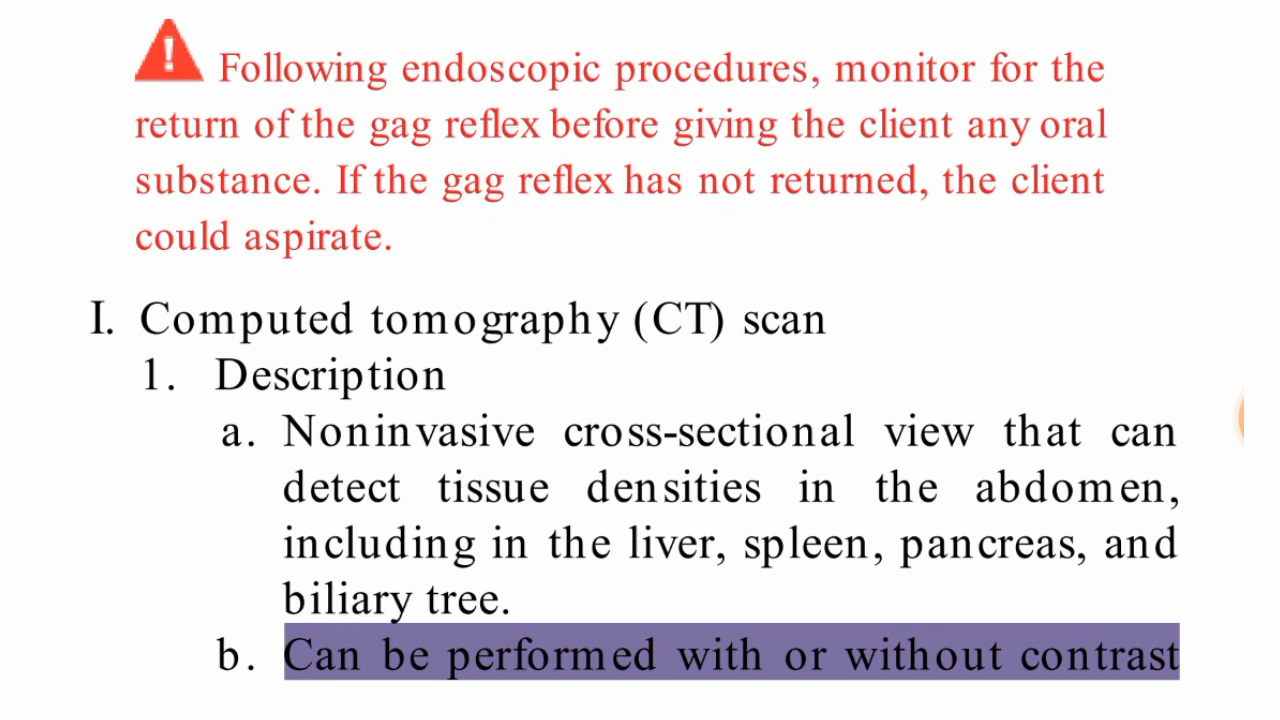 Following endoscopic procedures, monitor for the
return of the gag reflex before giving the client any oral
substance. If the gag reflex has not returned, the client
could aspirate.
I. Computed tomography (CT) scan
1. Description
a. Noninvasive cross-sectional view that can
detect tissue densities in the abdomen,
including in the liver, spleen, pancreas, and
biliary tree.
b. Can be performed with or without contrast